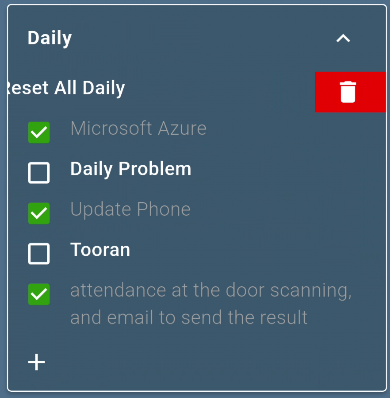 Daily
Reset All Daily
Microsoft Azure
Daily Problem
Update Phone
Tooran
attendance at the door scanning,
and email to send the result